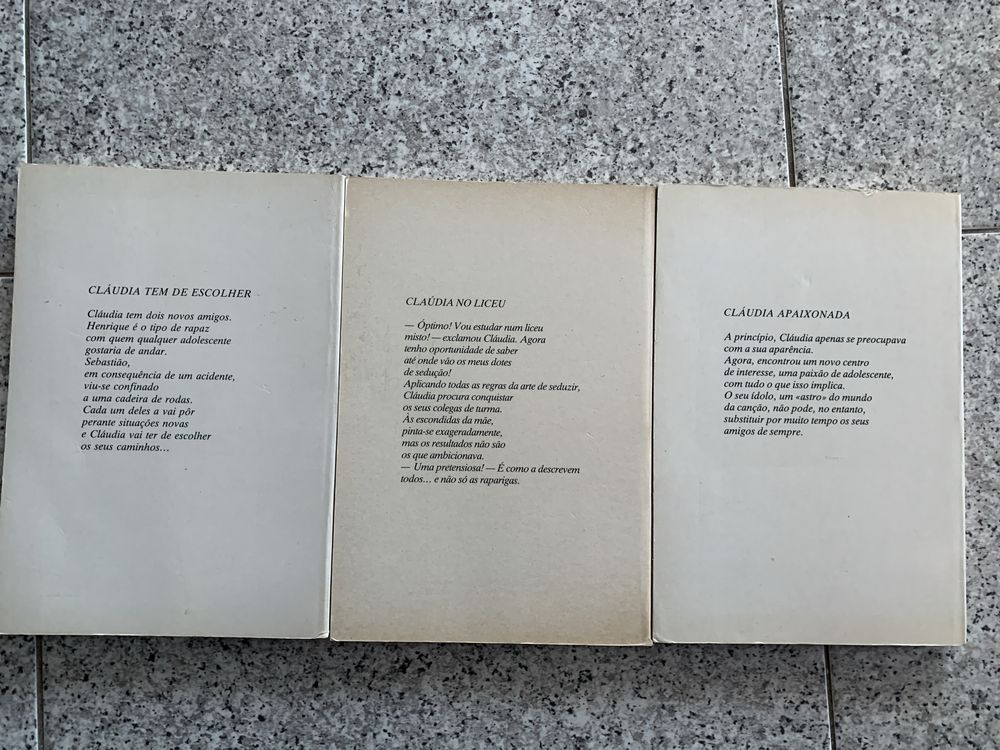 CLÁUDIA TEM DE ESCOLHER
Cláudia tem dois novos amigos.
Henrique é o tipo de rapaz
com quem qualquer adolescente
gostaria de andar.
Sebastião,
em consequência de um acidente,
viu-se confinado
a uma cadeira de rodas.
Cada um deles a vai pôr
perante situações novas
e Cláudia vai ter de escolher
os seus caminhos...
CLAÚDIA NO LICEU
— Óptimo! Vou estudar num liceu
misto! — exclamou Cláudia. Agora
tenho oportunidade de saber
até onde vão os meus dotes
de sedução!
Aplicando todas as regras da arte de seduzir,
Cláudia procura conquistar
os seus colegas de turma.
Às escondidas da mãe,
pinta-se exageradamente,
mas os resultados não são
os que ambicionava.
— Uma pretensiosa! — É como a descrevem
todos... e não só as raparigas.
CLÁUDIA APAIXONADA
A princípio, Cláudia apenas se preocupava
com a sua aparência.
Agora, encontrou um novo centro
de interesse, uma paixão de adolescente,
com tudo o que isso implica.
O seu ídolo, um «astro» do mundo
da canção, não pode, no entanto,
substituir por muito tempo os seus
amigos de sempre.